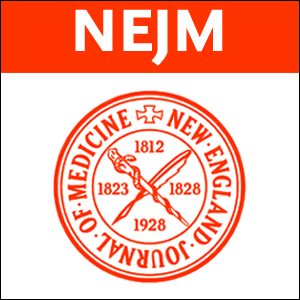 NEJM
NEW · ENGLAND · JOURNAL · OF · MEDICINE
1812
1823 1828
1928